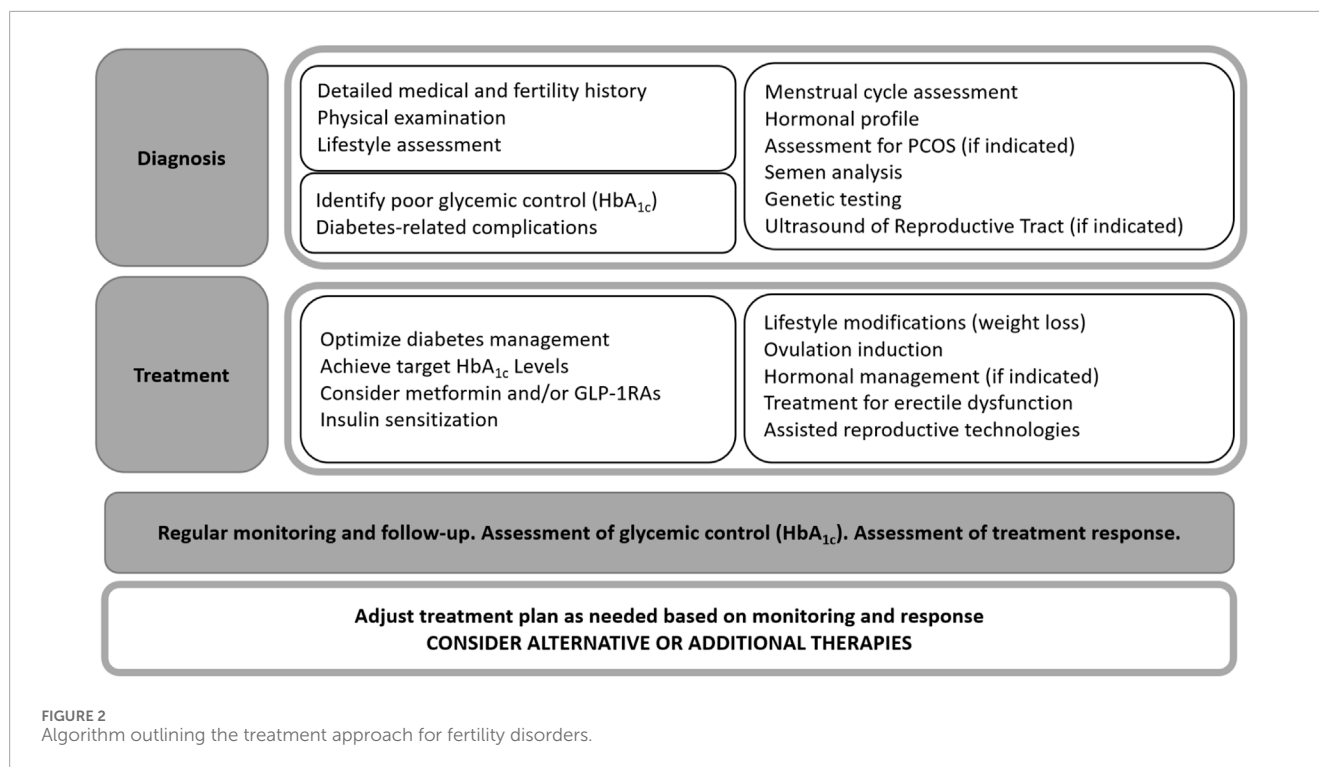 Diagnosis
Detailed medical and fertility history
Physical examination
Lifestyle assessment
Identify poor glycemic control (HbA1c)
Diabetes-related complications
Menstrual cycle assessment
Hormonal profile
Assessment for PCOS (if indicated)
Semen analysis
Genetic testing
Ultrasound of Reproductive Tract (if indicated)
Treatment
Optimize diabetes management
Achieve target HbA1c Levels
Consider metformin and/or GLP-1RAs
Insulin sensitization
Lifestyle modifications (weight loss)
Ovulation induction
Hormonal management (if indicated)
Treatment for erectile dysfunction
Assisted reproductive technologies
Regular monitoring and follow-up. Assessment of glycemic control (HbA1c). Assessment of treatment response.
Adjust treatment plan as needed based on monitoring and response
CONSIDER ALTERNATIVE OR ADDITIONAL THERAPIES
FIGURE 2
Algorithm outlining the treatment approach for fertility disorders.